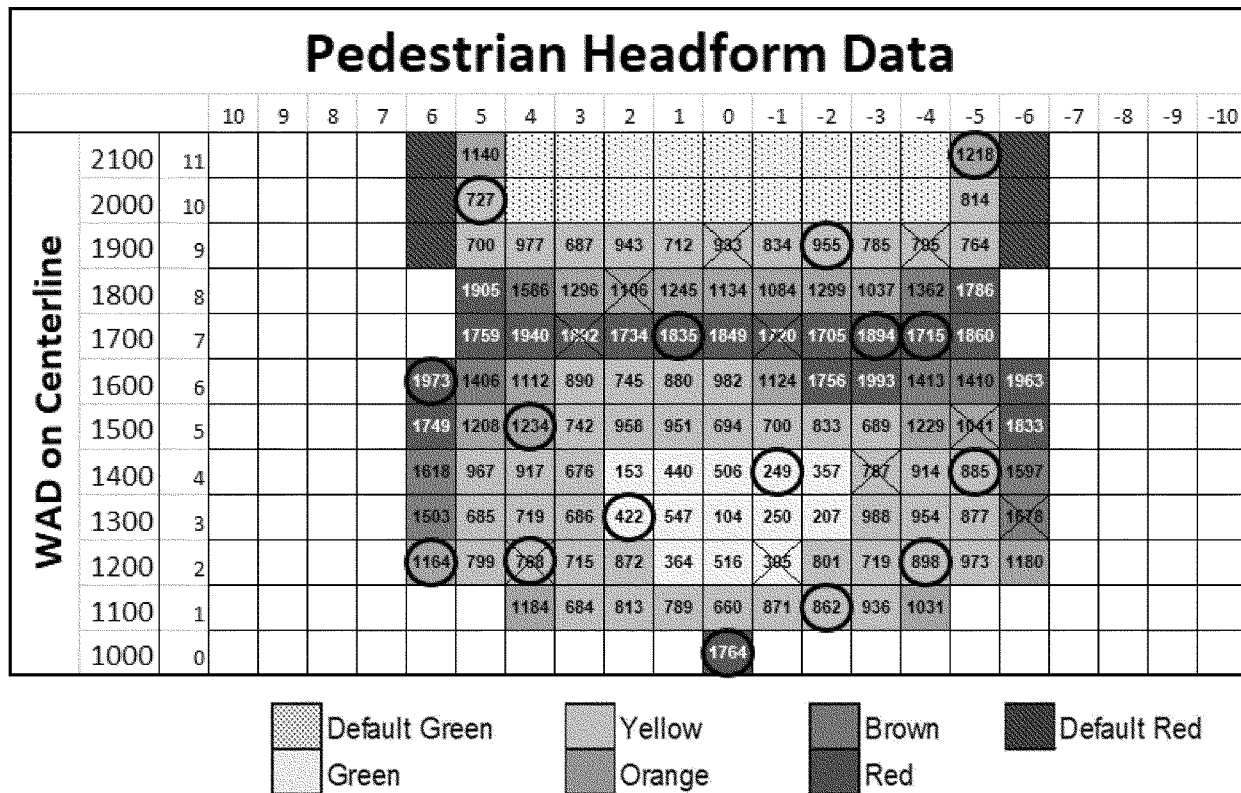 Pedestrian Headform Data
10 9 8 7 6 5 4 3 2 1 0 -1 -2 -3 -4 -5 -6 -7 -8 -9 -10
WAD on Centerline
2100 11 1140 1218
2000 10 727 814
1900 9 700 977 687 943 712 933 834 955 785 795 764
1800 8 1905 1586 1296 1106 1245 1134 1084 1299 1037 1362 1786
1700 7 1759 1940 1734 1835 1849 1705 1894 1715 1860
1600 6 1973 1406 1112 890 745 880 982 1124 1756 1993 1413 1410 1963
1500 5 1749 1208 1234 742 958 951 694 700 833 689 1229 1041 1833
1400 4 1618 967 917 676 153 440 506 249 357 787 914 885 1597
1300 3 1503 685 719 686 422 547 104 250 207 988 954 877 1678
1200 2 1164 799 768 715 872 364 516 395 801 719 898 973 1180
1100 1 1184 684 813 789 660 871 862 936 1031
1000 0 1764
Default Green Yellow Brown Default Red
Green Orange Red